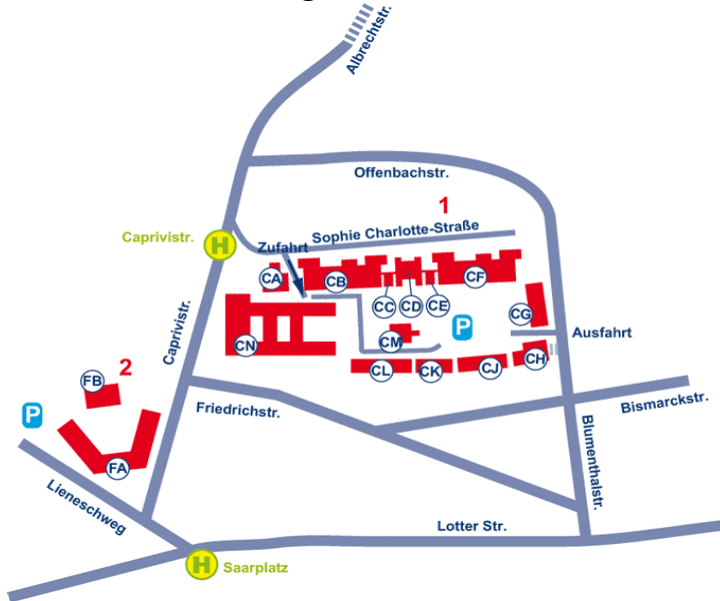 Albrechtstr.
Offenbachstr.
1
Sophie Charlotte-Straße
Caprivistr.
H
Zufahrt
CA
CB
CC
CD
CE
CF
CG
CN
CM
P
Ausfahrt
CL
CK
CJ
CH
Caprivistr.
2
FB
P
FA
Friedrichstr.
Bismarckstr.
Blumenthalstr.
Lieneschweg
Lotter Str.
H
Saarplatz